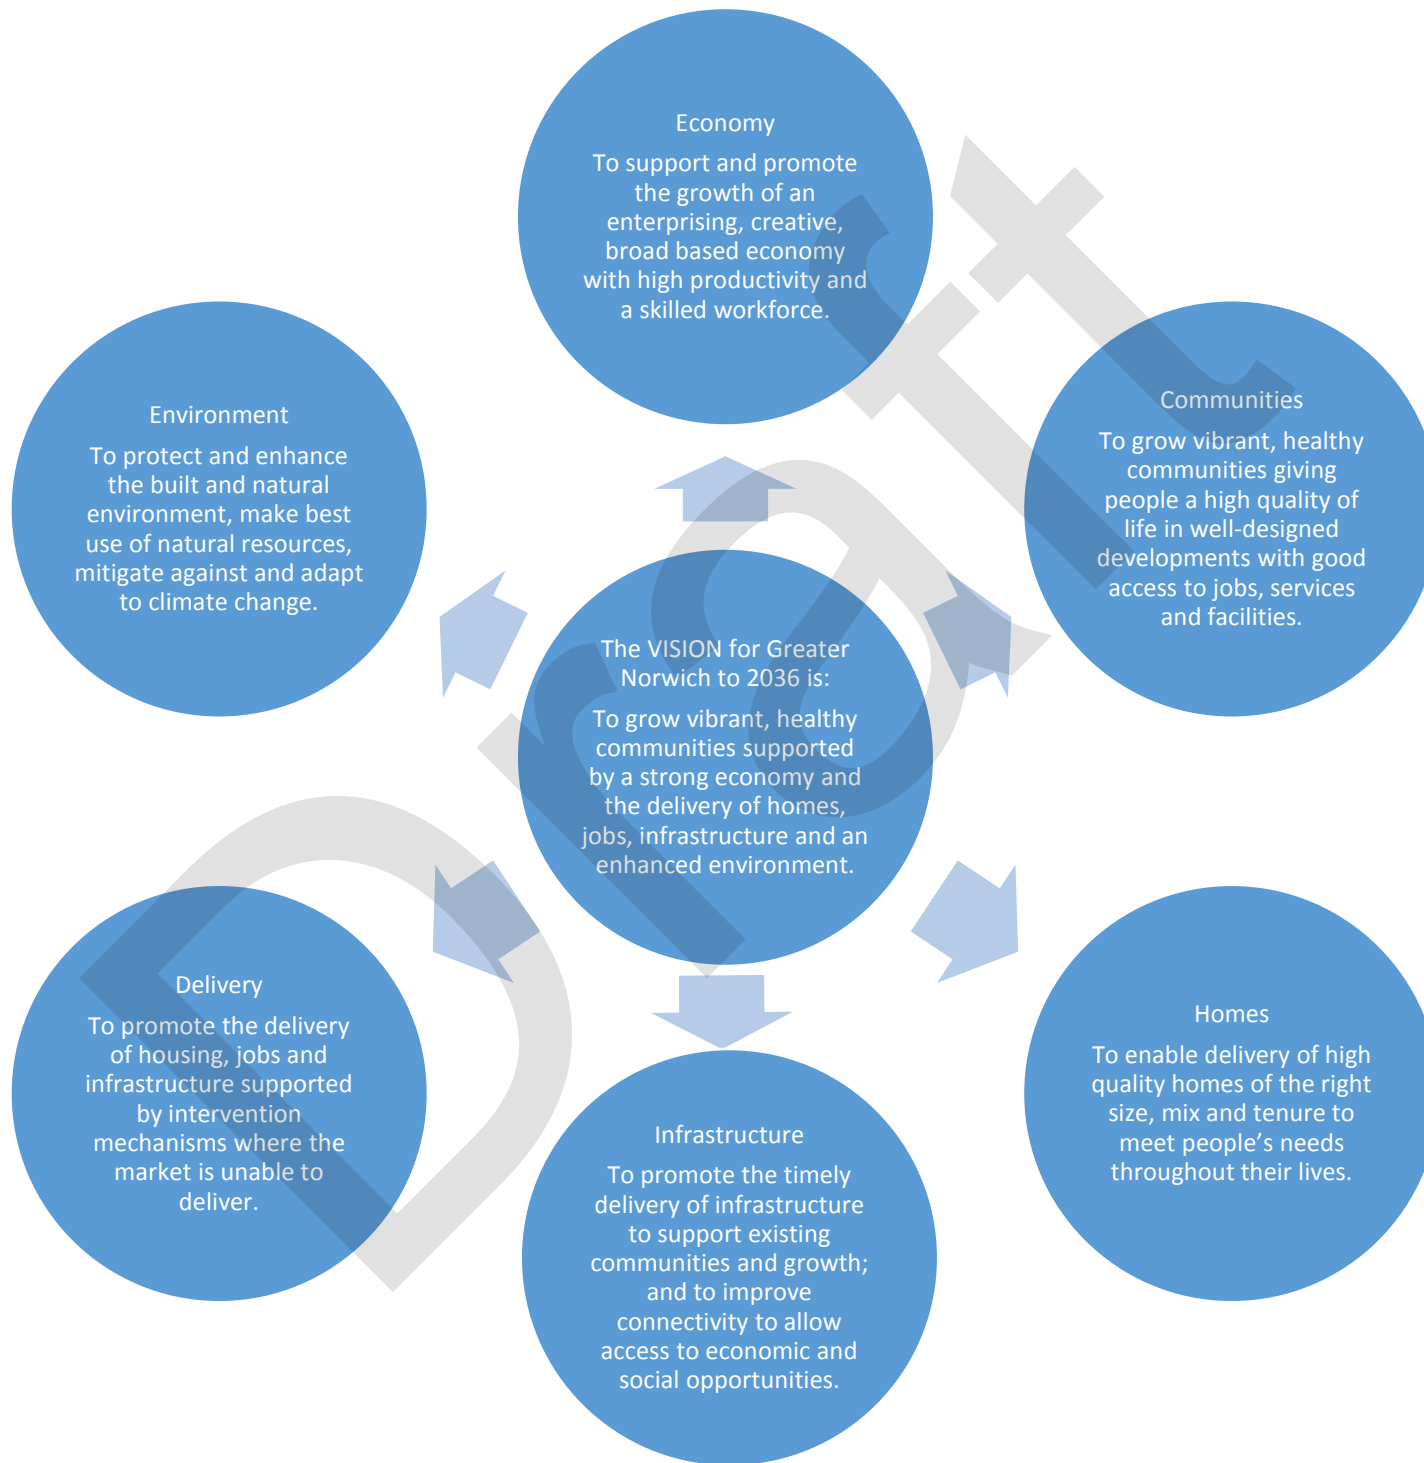 Economy
To support and promote
the growth of an
enterprising, creative,
broad based economy
with high productivity and
a skilled workforce.
Environment
To protect and enhance
the built and natural
environment, make best
use of natural resources,
mitigate against and adapt
to climate change.
Communities
To grow vibrant, healthy
communities giving
people a high quality of
life in well-designed
developments with good
access to jobs, services
and facilities.
The VISION for Greater
Norwich to 2036 is:
To grow vibrant, healthy
communities supported
by a strong economy and
the delivery of homes,
jobs, infrastructure and an
enhanced environment.
Delivery
To promote the delivery
of housing, jobs and
infrastructure supported
by intervention
mechanisms where the
market is unable to
deliver.
Infrastructure
To promote the timely
delivery of infrastructure
to support existing
communities and growth;
and to improve
connectivity to allow
access to economic and
social opportunities.
Homes
To enable delivery of high
quality homes of the right
size, mix and tenure to
meet people’s needs
throughout their lives.
Draft